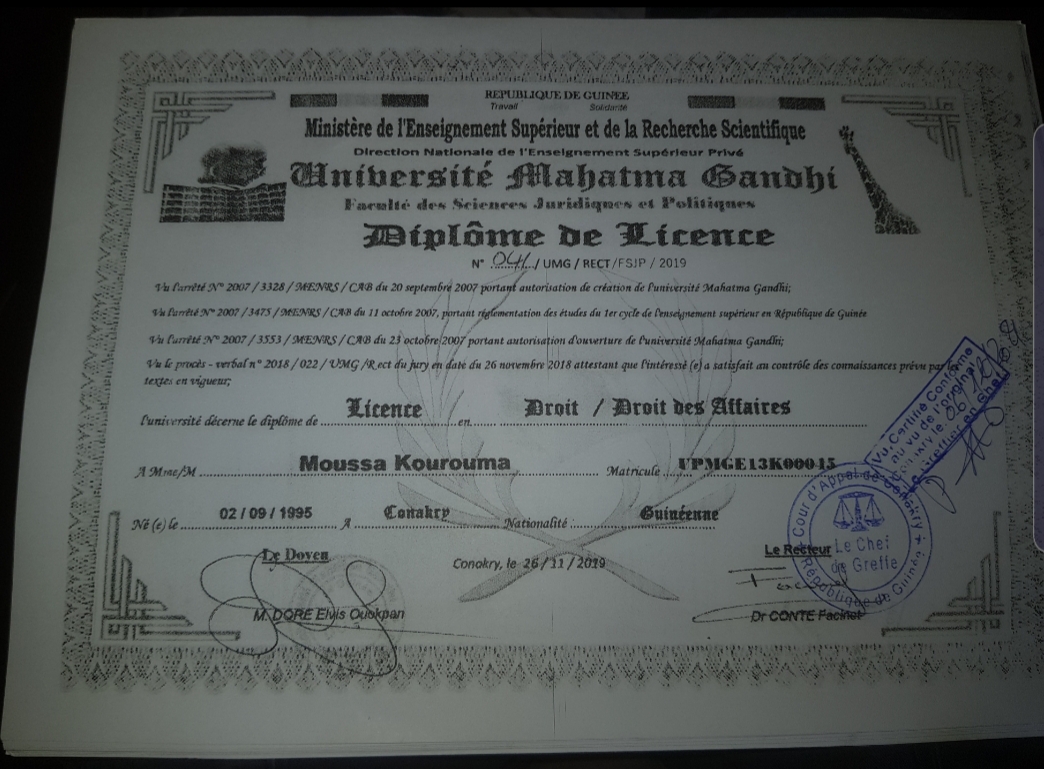 REPUBLIQUE DE GUINEE
Travail Solidarité
Ministère de l'Enseignement Supérieur et de la Recherche Scientifique
Direction Nationale de l'Enseignement Supérieur Privé
Université Mahatma Gandhi
Faculté des Sciences Juridiques et Politiques
Diplôme de Licence
N° 041 / UMG / RECT / FSJP / 2019
Vu l'arrêté N° 2007 / 3328 / MENRS / CAB du 20 septembre 2007 portant autorisation de création de l'université Mahatma Gandhi;
Vu l'arrêté N° 2007 / 3475 / MENRS / CAB du 11 octobre 2007, portant réglementation des études du 1er cycle de l'enseignement supérieur en République de Guinée
Vu l'arrêté N° 2007 / 3553 / MENRS / CAB du 23 octobre 2007 portant autorisation d'ouverture de l'université Mahatma Gandhi;
Vu le procès - verbal n° 2018 / 022 / UMG / Rect du jury en date du 26 novembre 2018 attestant que l'intéressé (e) a satisfait au contrôle des connaissances prévu par les
textes en vigueur;
l'université décerne le diplôme de Licence en Droit / Droit des Affaires
A Mme/M Moussa Kourouma Matricule UPMGE13K00045
Né (e) le 02 / 09 / 1995 A Conakry Nationalité : Guinéenne
Conakry, le 26 / 11 / 2019
Le Doyen
M. DORE Elvis Ouokpan
Le Recteur
Dr CONTE Facinet
Vu Certifié Conforme
au vu de l'original
Conakry le
Le Greffier en Chef
Cour d'Appel de Conakry
Le Chef
de Greffe
République de Guinée